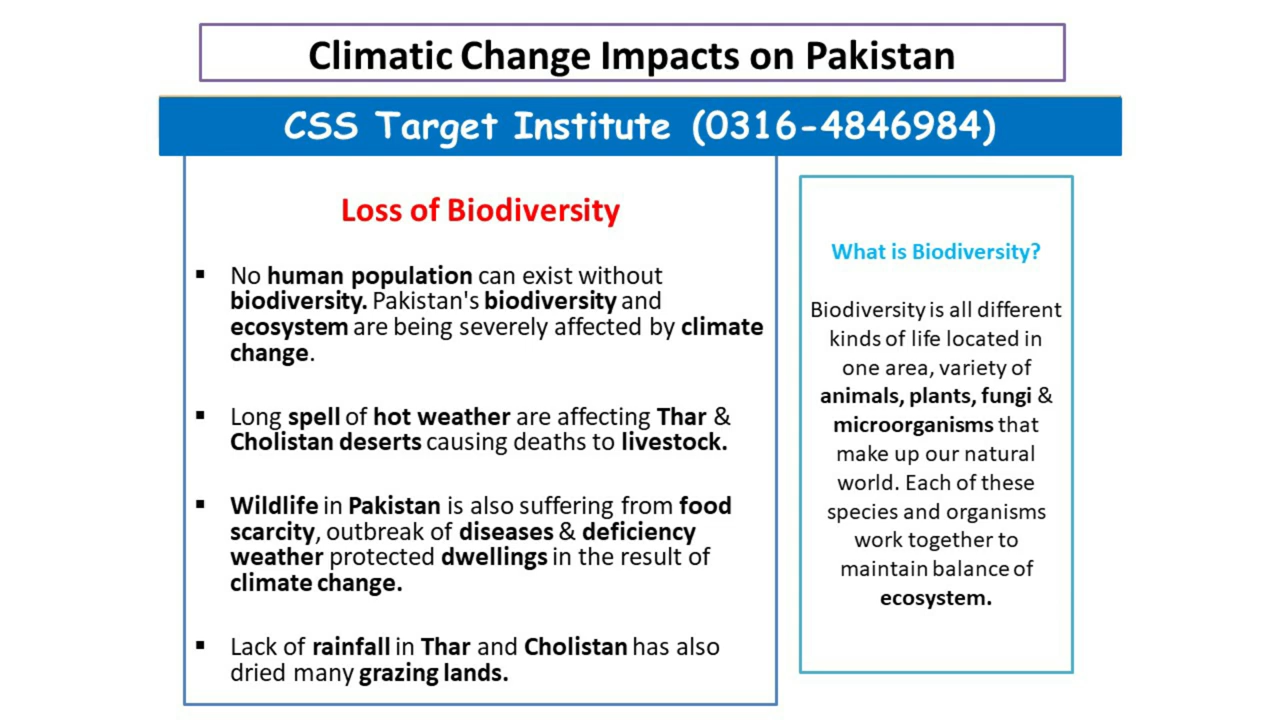 Climatic Change Impacts on Pakistan
CSS Target Institute (0316-4846984)
Loss of Biodiversity
▪ No human population can exist without
biodiversity. Pakistan's biodiversity and
ecosystem are being severely affected by climate
change.
▪ Long spell of hot weather are affecting Thar &
Cholistan deserts causing deaths to livestock.
▪ Wildlife in Pakistan is also suffering from food
scarcity, outbreak of diseases & deficiency
weather protected dwellings in the result of
climate change.
▪ Lack of rainfall in Thar and Cholistan has also
dried many grazing lands.
What is Biodiversity?
Biodiversity is all different
kinds of life located in
one area, variety of
animals, plants, fungi &
microorganisms that
make up our natural
world. Each of these
species and organisms
work together to
maintain balance of
ecosystem.